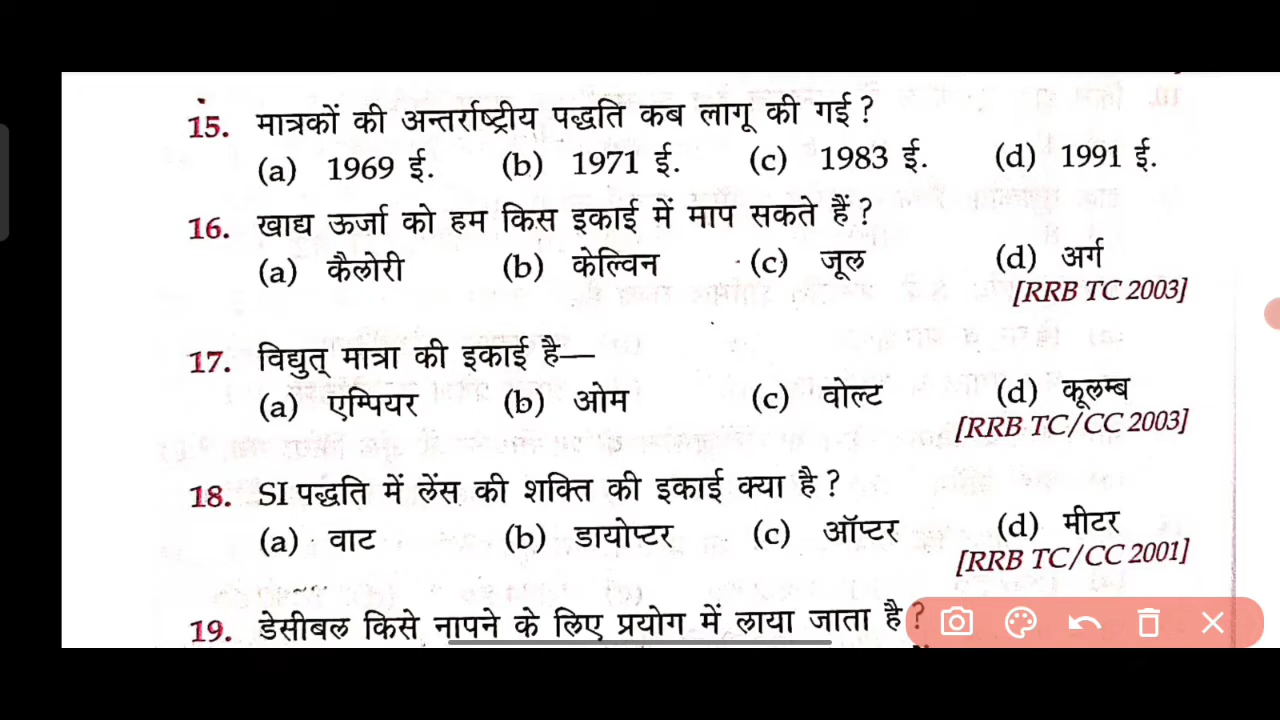 15. मात्रकों की अन्तर्राष्ट्रीय पद्धति कब लागू की गई ?
(a) 1969 ई. (b) 1971 ई. (c) 1983 ई. (d) 1991 ई.
16. खाद्य ऊर्जा को हम किस इकाई में माप सकते हैं ?
(a) कैलोरी (b) केल्विन (c) जूल (d) अर्ग
[RRB TC 2003]
17. विद्युत् मात्रा की इकाई है—
(a) एम्पियर (b) ओम (c) वोल्ट (d) कूलम्ब
[RRB TC/CC 2003]
18. SI पद्धति में लेंस की शक्ति की इकाई क्या है ?
(a) वाट (b) डायोप्टर (c) ऑप्टर (d) मीटर
[RRB TC/CC 2001]
19. डेसीबल किसे नापने के लिए प्रयोग में लाया जाता है ?